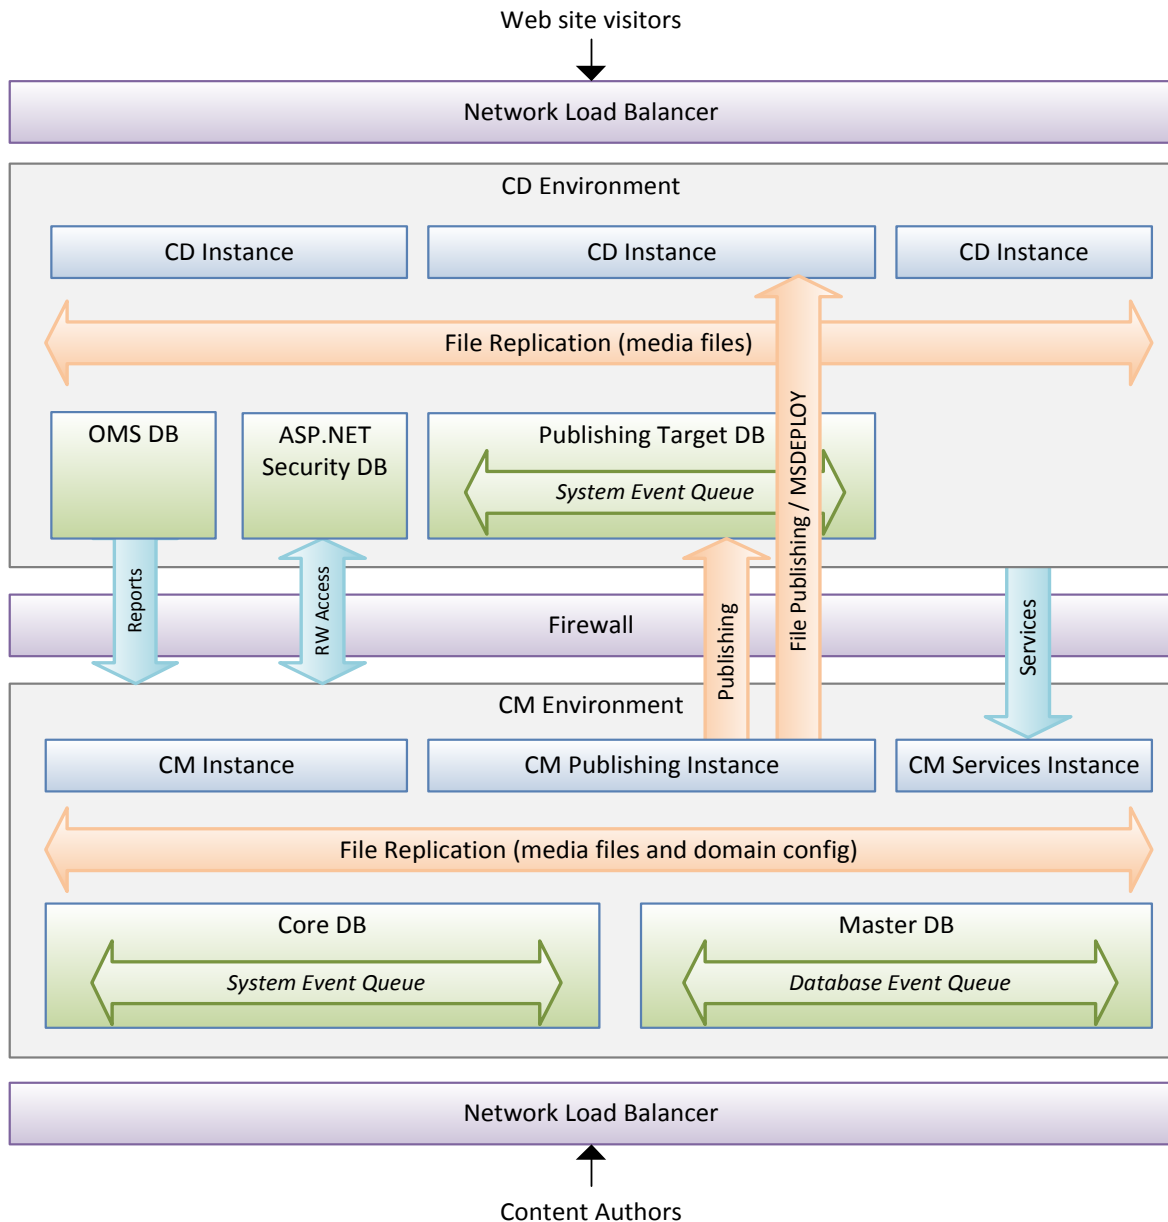 Web site visitors
Network Load Balancer
CD Environment
CD Instance
CD Instance
CD Instance
File Replication (media files)
OMS DB
ASP.NET
Security DB
Publishing Target DB
System Event Queue
File Publishing / MSDEPLOY
Reports
RW Access
Firewall
Publishing
Services
CM Environment
CM Instance
CM Publishing Instance
CM Services Instance
File Replication (media files and domain config)
Core DB
System Event Queue
Master DB
Database Event Queue
Network Load Balancer
Content Authors